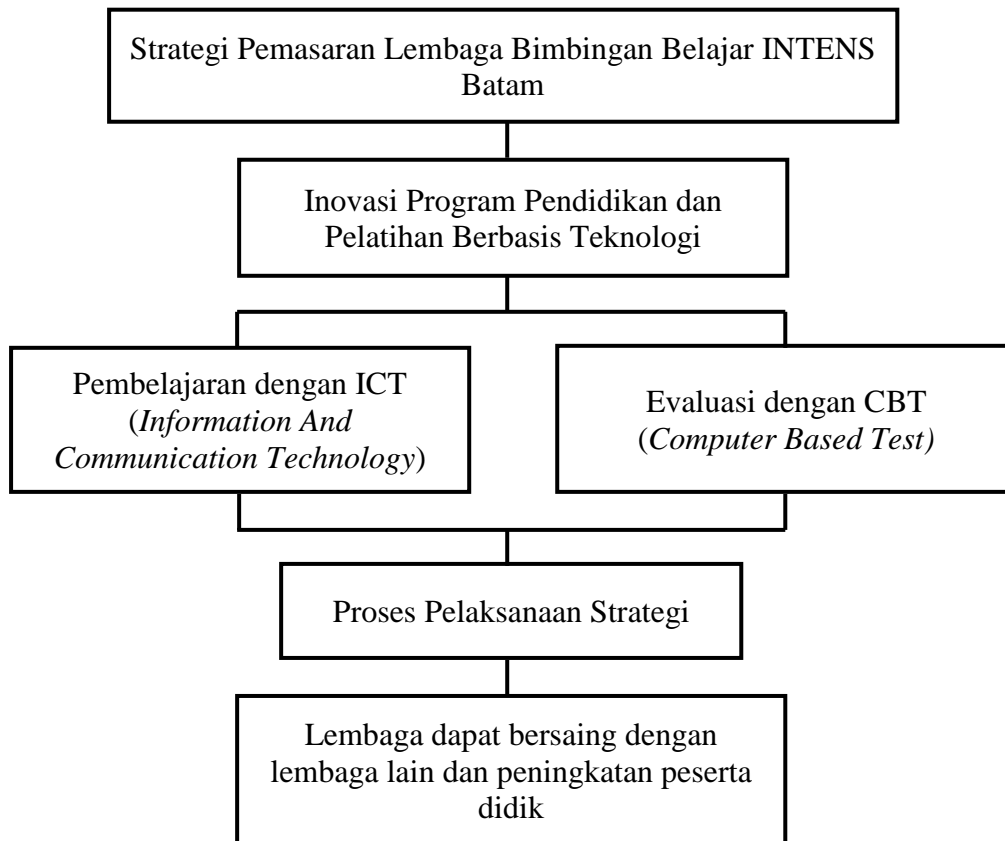 Strategi Pemasaran Lembaga Bimbingan Belajar INTENS
Batam
Inovasi Program Pendidikan dan
Pelatihan Berbasis Teknologi
Pembelajaran dengan ICT
(Information And
Communication Technology)
Evaluasi dengan CBT
(Computer Based Test)
Proses Pelaksanaan Strategi
Lembaga dapat bersaing dengan
lembaga lain dan peningkatan peserta
didik